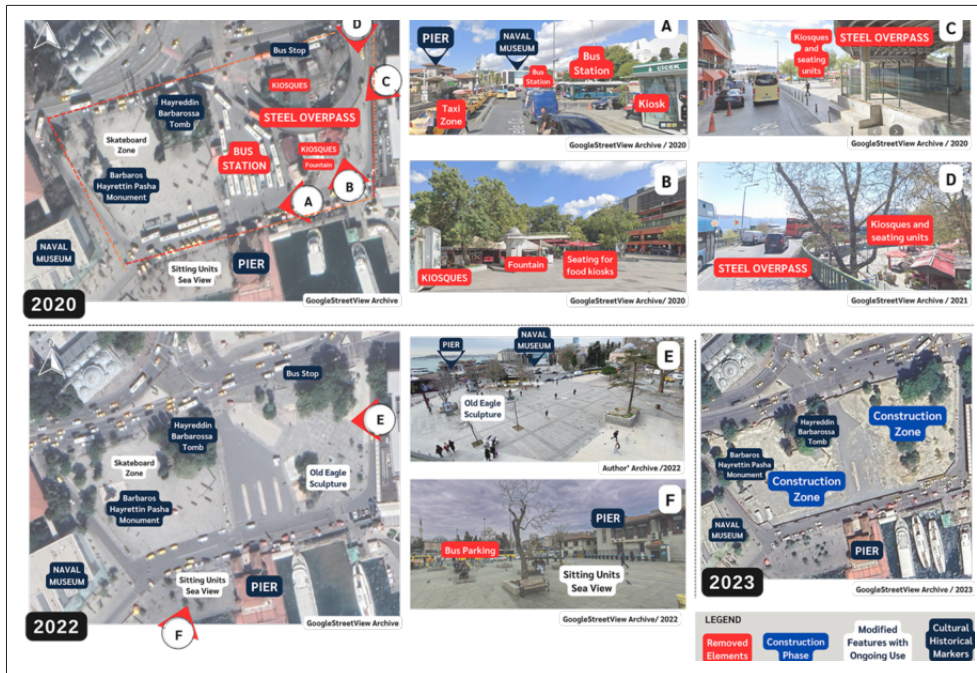 D
Bus Stop
C
KIOSQUES
Hayreddin
Barbarossa
Tomb
STEEL OVERPASS
Skateboard
Zone
BUS
STATION
KIOSQUES
Fountain
Barbaros
Hayrettin Pasha
Monument
B
A
NAVAL
MUSEUM
PIER
Sitting Units
Sea View
2020
GoogleStreetView Archive
PIER
NAVAL
MUSEUM
A
Bus
Station
Bus
Station
ÇİÇEK
Taxi
Zone
Kiosk
GoogleStreetView Archive / 2020
Kiosques
and
seating
units
STEEL OVERPASS
C
GoogleStreetView Archive / 2020
B
KIOSQUES
Fountain
Seating for
food kiosks
GoogleStreetView Archive/ 2020
D
Kiosques and
seating units
STEEL OVERPASS
GoogleStreetView Archive / 2021
Bus Stop
E
Hayreddin
Barbarossa
Tomb
Skateboard
Zone
Old Eagle
Sculpture
Barbaros
Hayrettin Pasha
Monument
NAVAL
MUSEUM
Sitting Units
Sea View
PIER
2022
F
GoogleStreetView Archive
PIER
NAVAL
MUSEUM
E
Old Eagle
Sculpture
Author' Archive /2022
F
PIER
Bus Parking
Sitting Units
Sea View
GoogleStreetView Archive/ 2022
Construction
Zone
Hayreddin
Barbarossa
Tomb
Barbaros
Hayrettin Pasha
Monument
Construction
Zone
NAVAL
MUSEUM
PIER
2023
GoogleStreetView Archive / 2023
LEGEND
Removed
Elements
Construction
Phase
Modified
Features with
Ongoing Use
Cultural
Historical
Markers